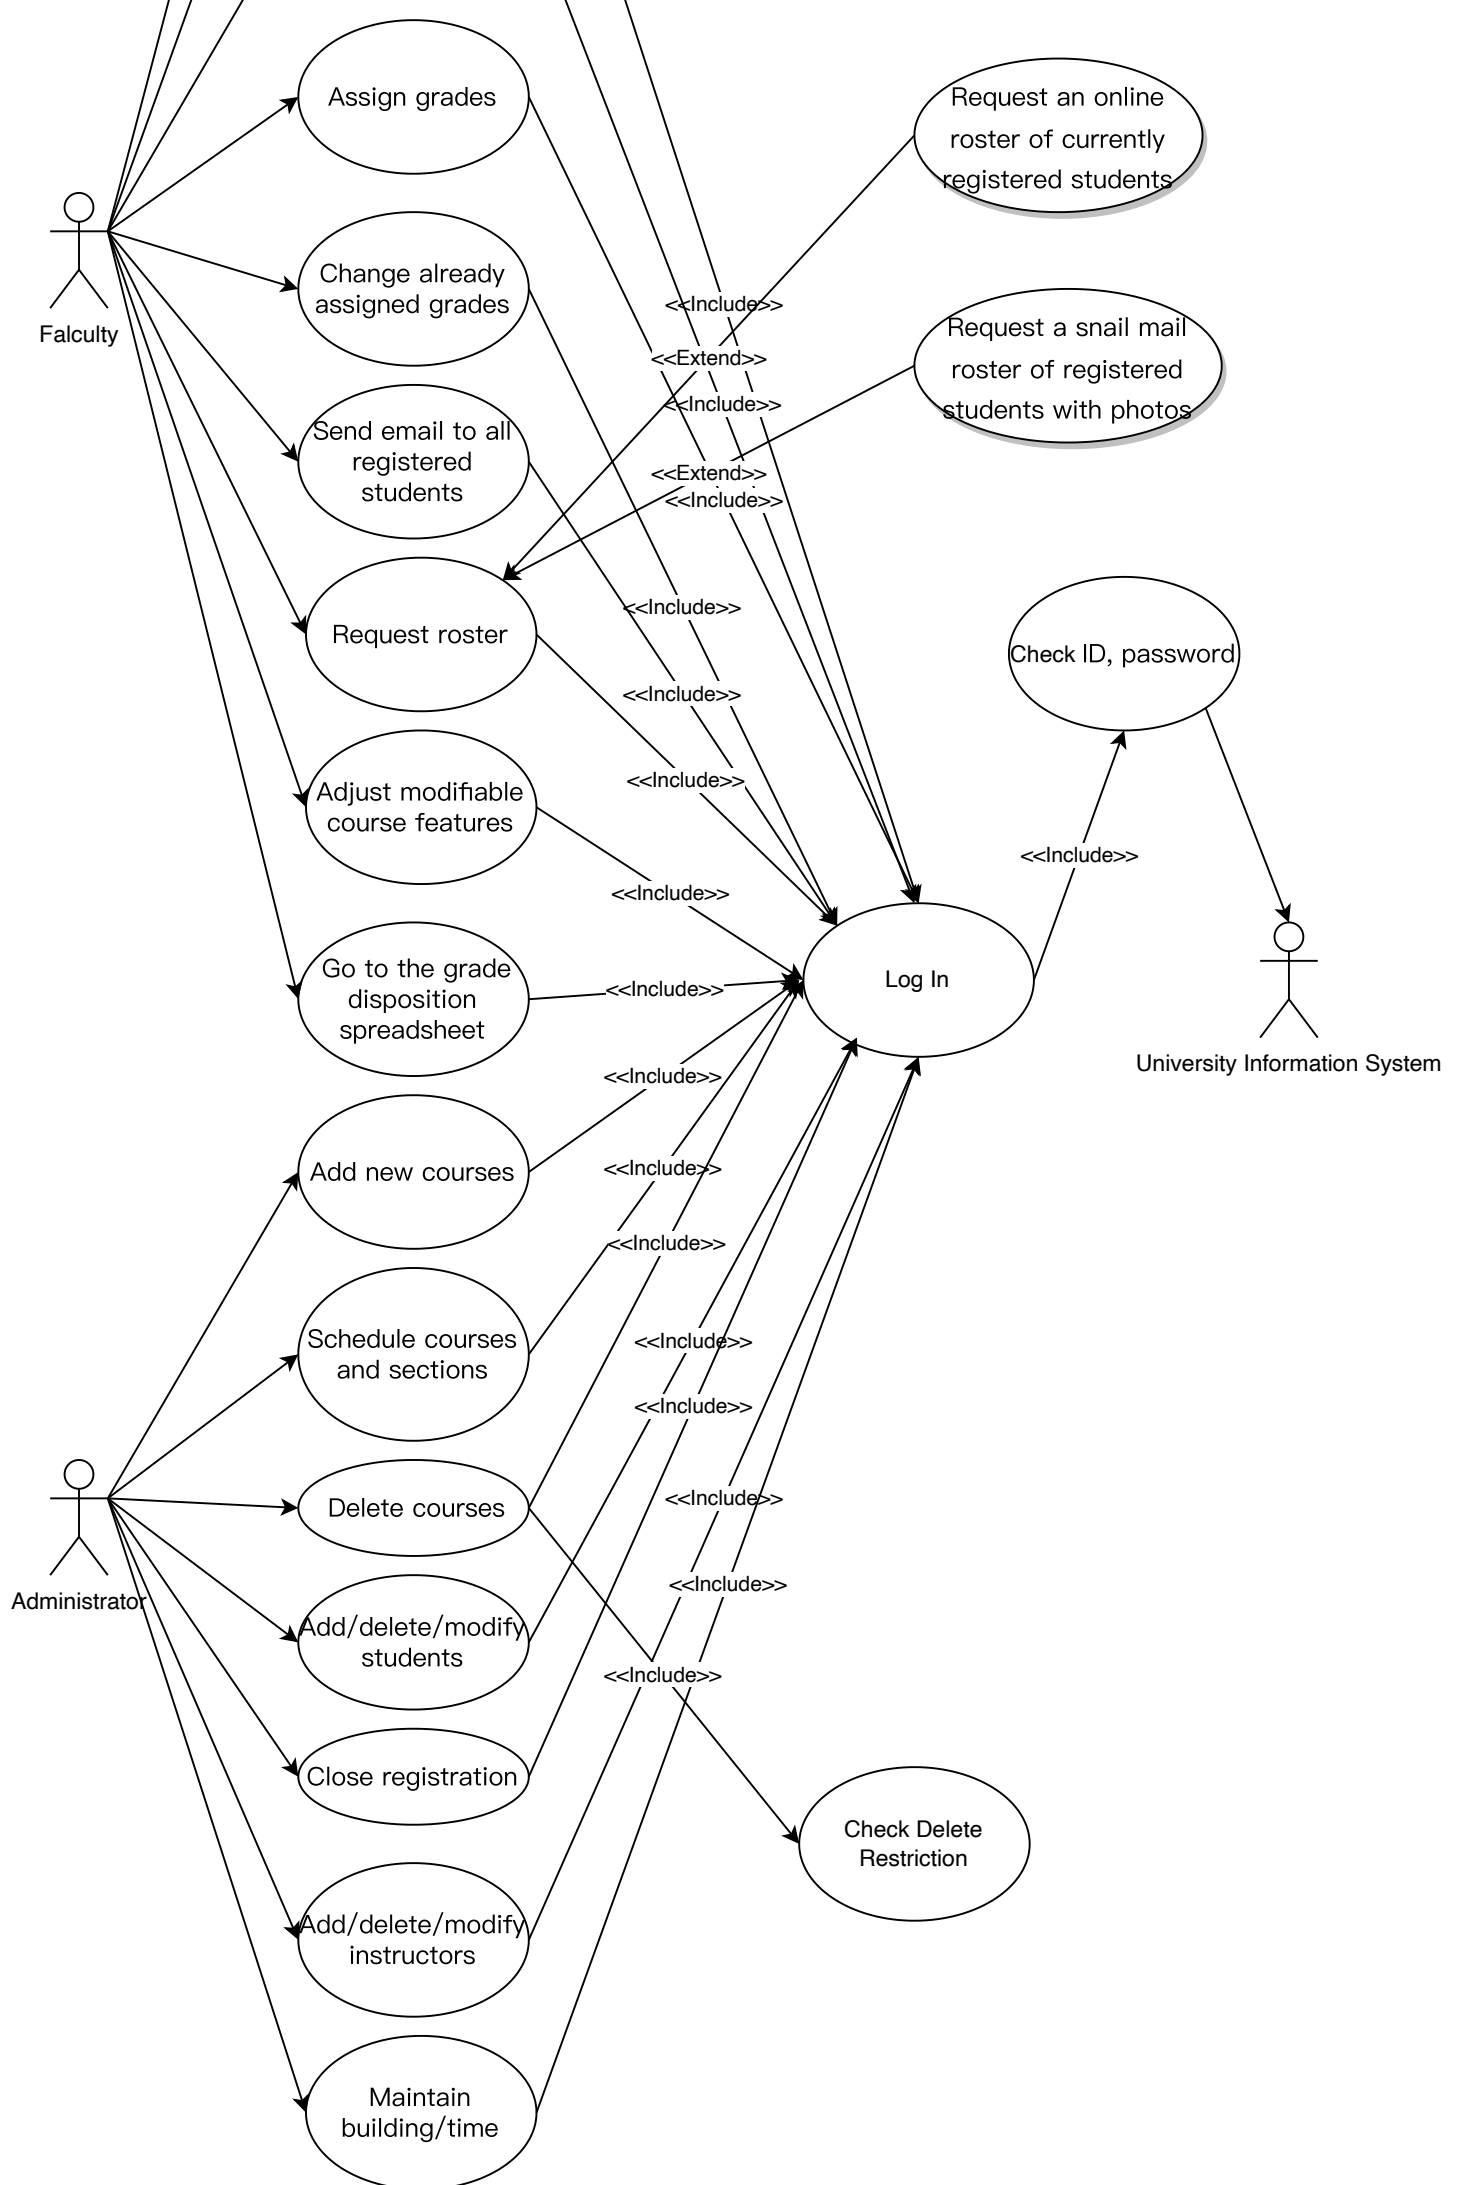 Assign grades
Request an online
roster of currently
registered students
Falculty
Change already
assigned grades
<<Include>>
<<Extend>>
<<Include>>
Request a snail mail
roster of registered
students with photos
Send email to all
registered
students
<<Extend>>
<<Include>>
Request roster
<<Include>>
<<Include>>
<<Include>>
Check ID, password
Adjust modifiable
course features
<<Include>>
<<Include>>
Go to the grade
disposition
spreadsheet
<<Include>>
Log In
University Information System
<<Include>>
Add new courses
<<Include>>
<<Include>>
Schedule courses
and sections
<<Include>>
<<Include>>
Delete courses
<<Include>>
Administrator
<<Include>>
Add/delete/modify
students
<<Include>>
Close registration
Check Delete
Restriction
Add/delete/modify
instructors
Maintain
building/time